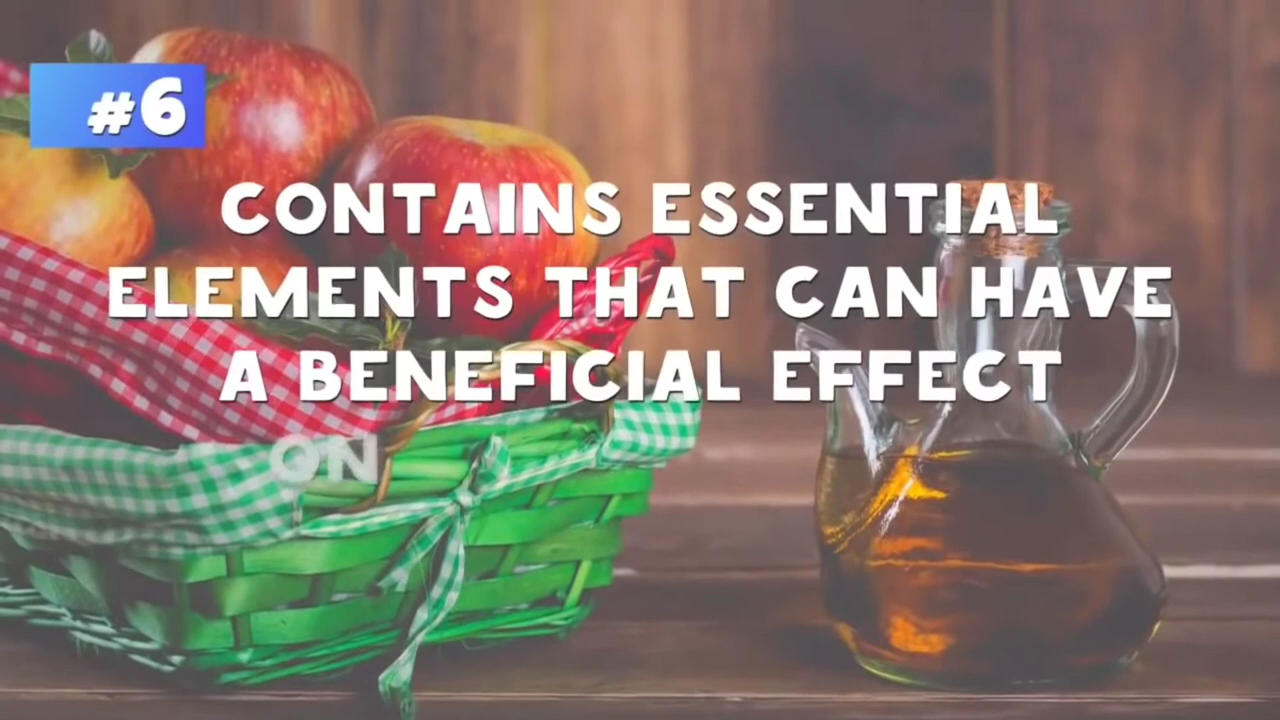 #6
CONTAINS ESSENTIAL
ELEMENTS THAT CAN HAVE
A BENEFICIAL EFFECT
ON